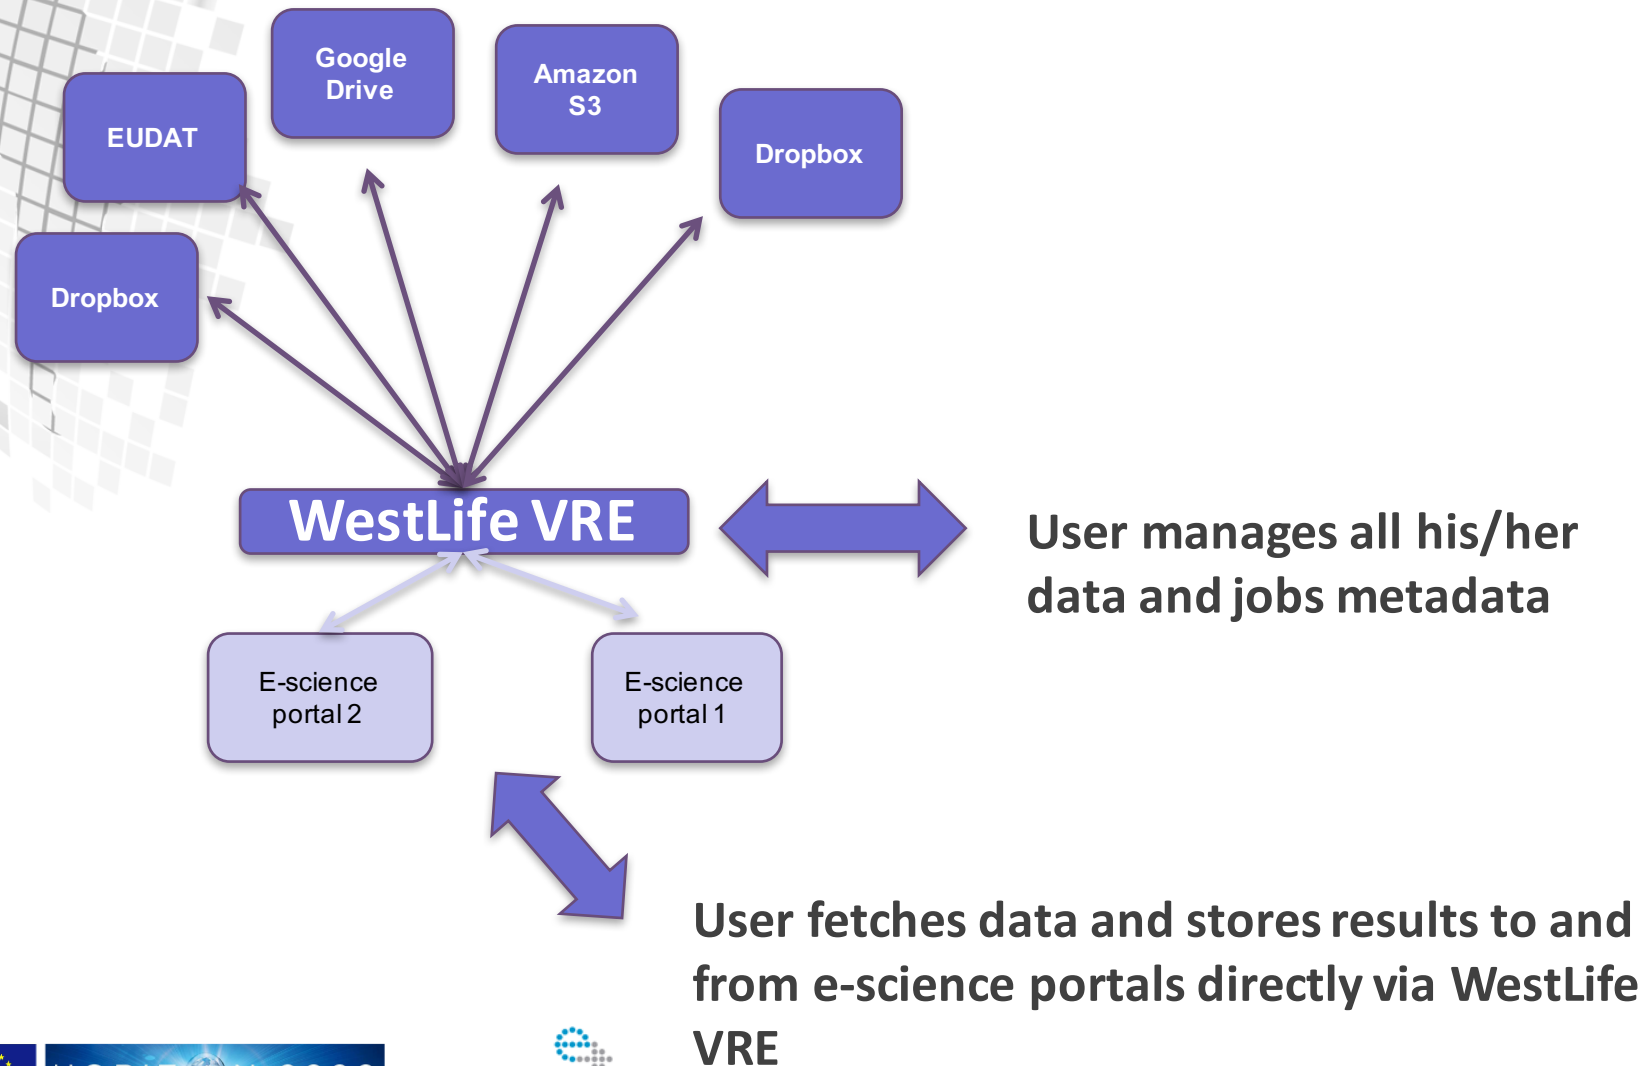 Google
Drive
Amazon
S3
EUDAT
Dropbox
Dropbox
WestLife VRE
User manages all his/her
data and jobs metadata
E-science
portal 2
E-science
portal 1
User fetches data and stores results to and
from e-science portals directly via WestLife
VRE